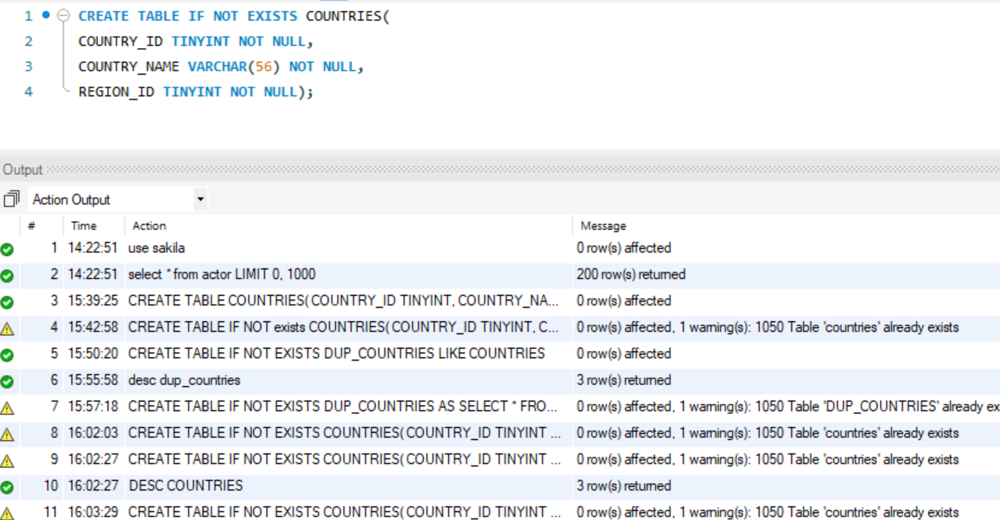 1 CREATE TABLE IF NOT EXISTS COUNTRIES(
2 COUNTRY_ID TINYINT NOT NULL,
3 COUNTRY_NAME VARCHAR(56) NOT NULL,
4 REGION_ID TINYINT NOT NULL);
Output
Action Output
# Time Action Message
1 14:22:51 use sakila 0 row(s) affected
2 14:22:51 select * from actor LIMIT 0, 1000 200 row(s) returned
3 15:39:25 CREATE TABLE COUNTRIES( COUNTRY_ID TINYINT, COUNTRY_NA... 0 row(s) affected
4 15:42:58 CREATE TABLE IF NOT exists COUNTRIES( COUNTRY_ID TINYINT, C... 0 row(s) affected, 1 warning(s): 1050 Table 'countries' already exists
5 15:50:20 CREATE TABLE IF NOT EXISTS DUP_COUNTRIES LIKE COUNTRIES 0 row(s) affected
6 15:55:58 desc dup_countries 3 row(s) returned
7 15:57:18 CREATE TABLE IF NOT EXISTS DUP_COUNTRIES AS SELECT * FRO... 0 row(s) affected, 1 warning(s): 1050 Table 'DUP_COUNTRIES' already exi
8 16:02:03 CREATE TABLE IF NOT EXISTS COUNTRIES( COUNTRY_ID TINYINT ... 0 row(s) affected, 1 warning(s): 1050 Table 'countries' already exists
9 16:02:27 CREATE TABLE IF NOT EXISTS COUNTRIES( COUNTRY_ID TINYINT ... 0 row(s) affected, 1 warning(s): 1050 Table 'countries' already exists
10 16:02:27 DESC COUNTRIES 3 row(s) returned
11 16:03:29 CREATE TABLE IF NOT EXISTS COUNTRIES( COUNTRY_ID TINYINT ... 0 row(s) affected, 1 warning(s): 1050 Table 'countries' already exists